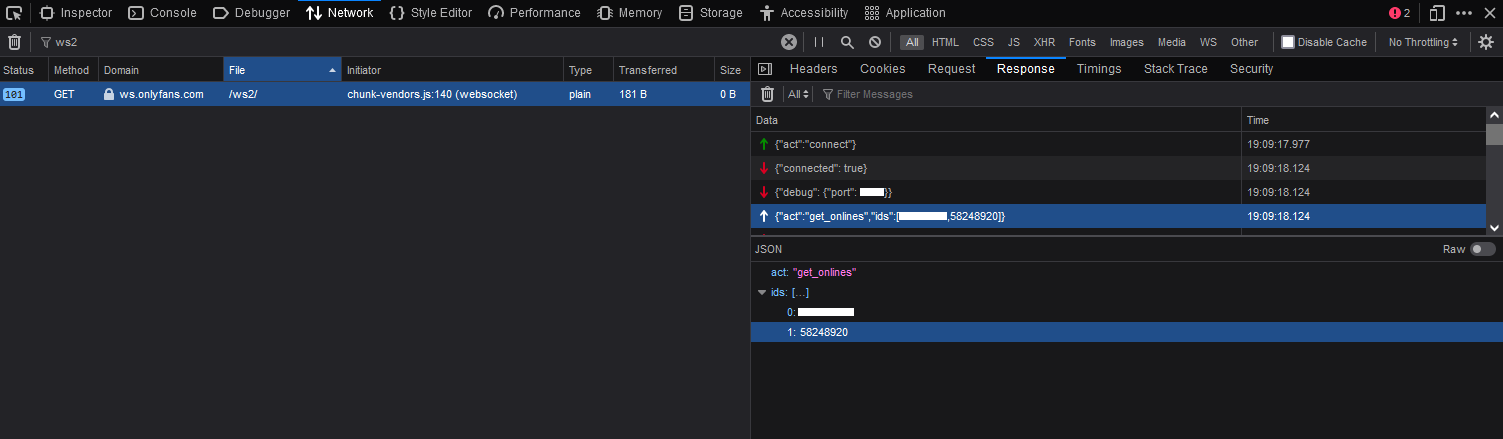 Inspector Console Debugger Network Style Editor Performance Memory Storage Accessibility Application 2
ws2 All HTML CSS JS XHR Fonts Images Media WS Other Disable Cache No Throttling
Status Method Domain File Initiator Type Transferred Size
101 GET ws.onlyfans.com /ws2/ chunk-vendors.js:140 (websocket) plain 181 B 0 B
Headers Cookies Request Response Timings Stack Trace Security
All Filter Messages
Data Time
{"act":"connect"} 19:09:17.977
{"connected": true} 19:09:18.124
{"debug": {"port": }} 19:09:18.124
{"act":"get_onlines","ids":[ ,58248920]} 19:09:18.124
JSON Raw
act: "get_onlines"
ids: […]
0:
1: 58248920